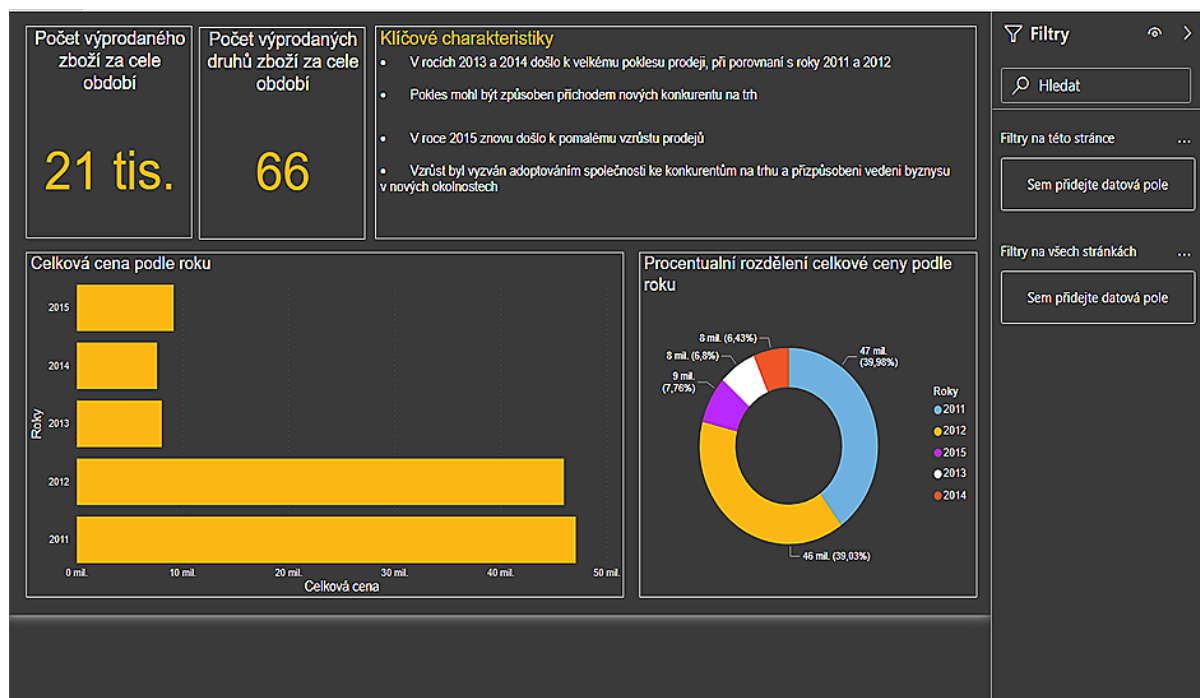 Počet výprodaného
zboží za cele
období
21 tis.
Počet výprodaných
druhů zboží za cele
období
66
Klíčové charakteristiky
• V rocích 2013 a 2014 došlo k velkému poklesu prodeji, při porovnaní s roky 2011 a 2012
• Pokles mohl být způsoben příchodem nových konkurentu na trh
• V roce 2015 znovu došlo k pomalému vzrůstu prodejů
• Vzrůst byl vyzván adoptováním společnosti ke konkurentům na trhu a přizpůsobeni vedeni byznysu
v nových okolnostech
Celková cena podle roku
Roky
2015
2014
2013
2012
2011
0 mil.
10 mil.
20 mil.
30 mil.
40 mil.
50 mil.
Celková cena
Procentualní rozdělení celkové ceny podle
roku
8 mil. (6,43%)
8 mil. (6,8%)
9 mil.
(7,76%)
47 mil.
(39,98%)
46 mil. (39,03%)
Roky
2011
2012
2015
2013
2014
Filtry
Hledat
Filtry na této stránce ...
Sem přidejte datová pole
Filtry na všech stránkách ...
Sem přidejte datová pole